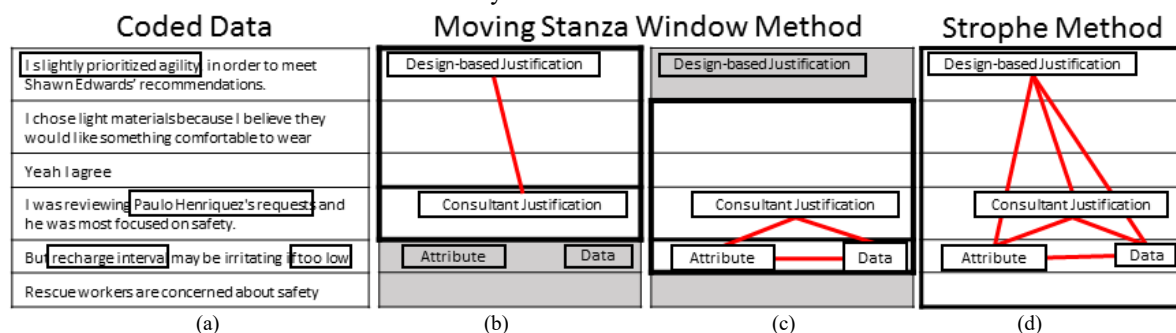 Coded Data
Moving Stanza Window Method
Strophe Method
I slightly prioritized agility in order to meet
Shawn Edwards' recommendations.
I chose light materials because I believe they
would like something comfortable to wear
Yeah I agree
I was reviewing Paulo Henriquez's requests and
he was most focused on safety.
But recharge interval may be irritating if too low
Rescue workers are concerned about safety
Design-based Justification
Consultant Justification
Attribute
Data
Design-based Justification
Consultant Justification
Attribute
Data
Design-based Justification
Consultant Justification
Attribute
Data
(a)
(b)
(c)
(d)